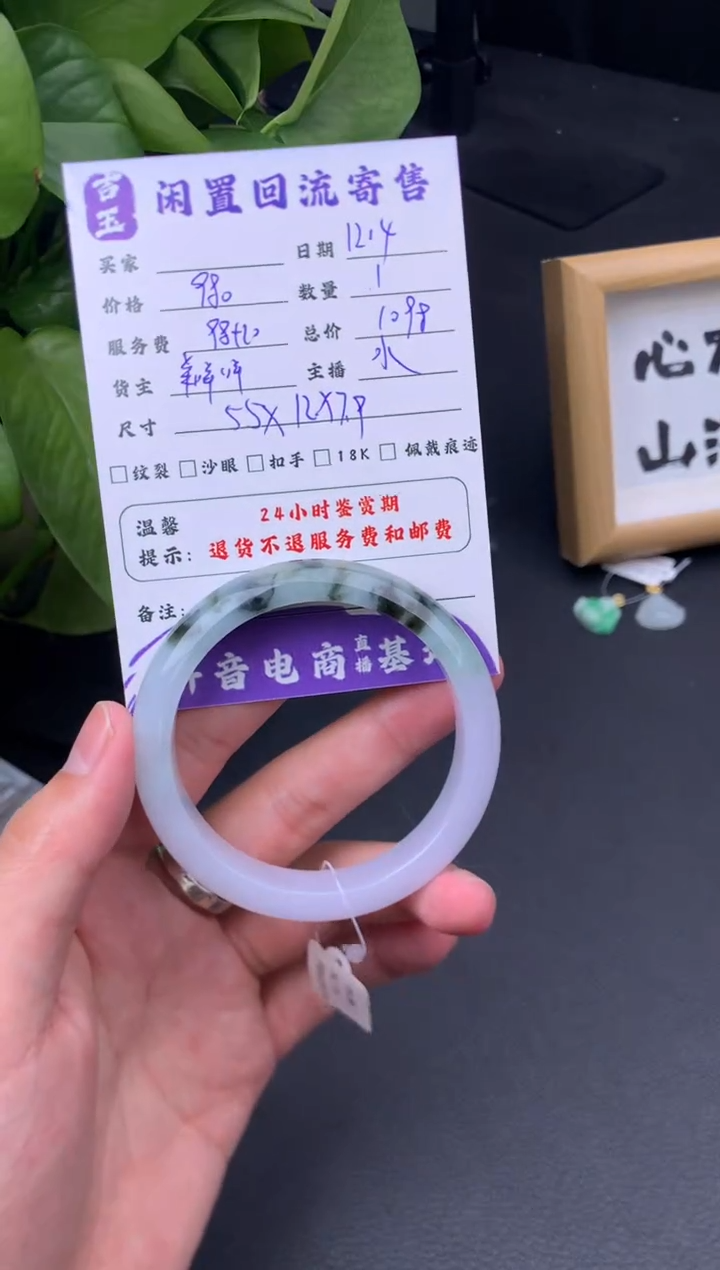 吉玉 闲置回流寄售
买家 日期 12.4
价格 980 数量 1
服务费 98+20 总价 1098
货主 主播 水
尺寸 55X12X7.9
纹裂 沙眼 扣手 18K 佩戴痕迹
温馨 24小时鉴赏期
提示: 退货不退服务费和邮费
备注:
音电商直播基
心
山